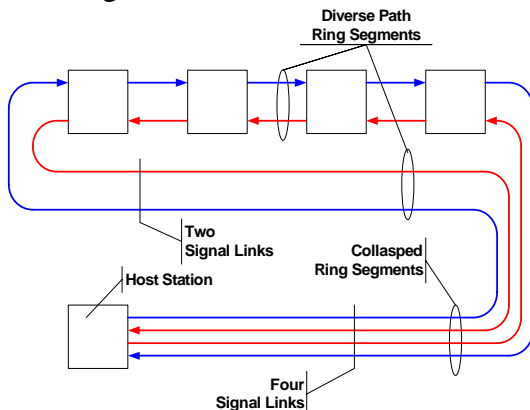 Diverse Path
Ring Segments
Two
Signal Links
Collasped
Ring Segments
Host Station
Four
Signal Links